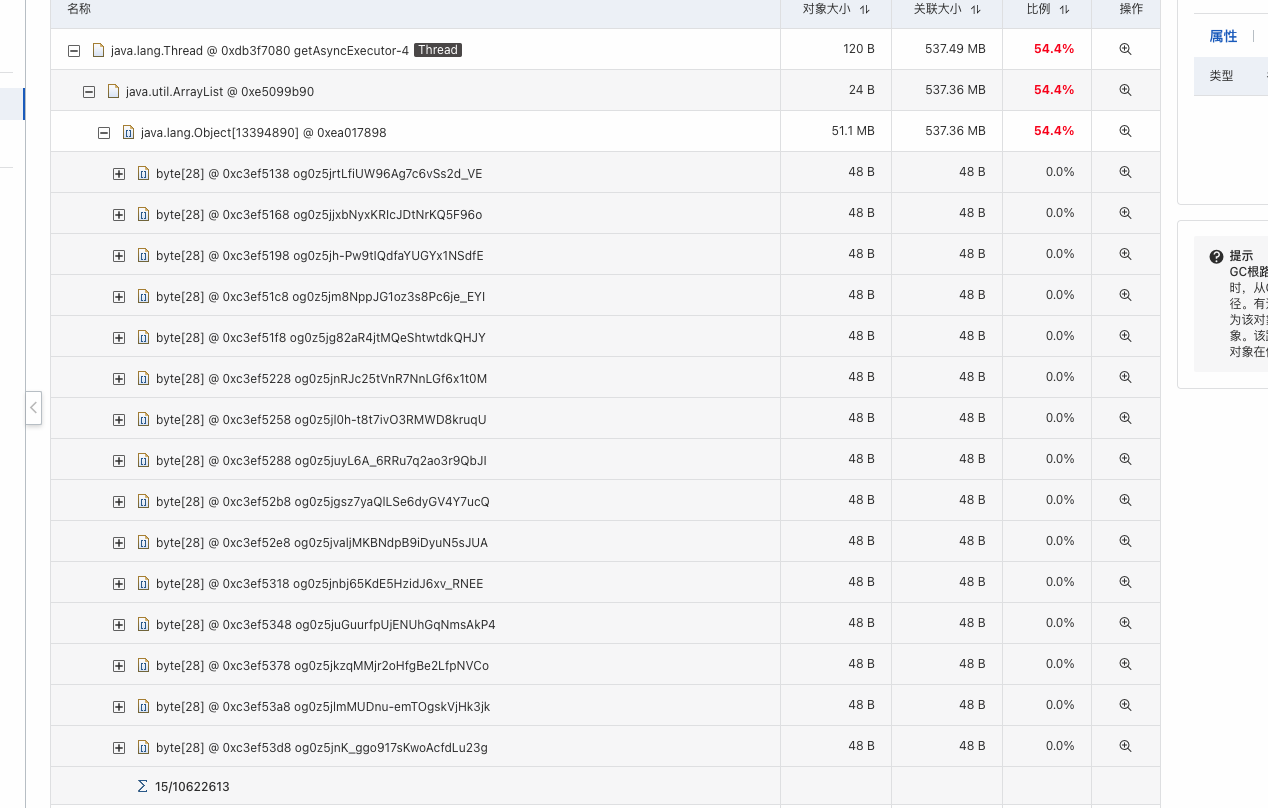 名称 对象大小 关联大小 比例 操作
java.lang.Thread @ 0xdb3f7080 getAsyncExecutor-4 Thread 120 B 537.49 MB 54.4%
java.util.ArrayList @ 0xe5099b90 24 B 537.36 MB 54.4%
java.lang.Object[13394890] @ 0xea017898 51.1 MB 537.36 MB 54.4%
byte[28] @ 0xc3ef5138 og0z5jrtLfiUW96Ag7c6vSs2d_VE 48 B 48 B 0.0%
byte[28] @ 0xc3ef5168 og0z5jjxbNyxKRIcJDtNrKQ5F96o 48 B 48 B 0.0%
byte[28] @ 0xc3ef5198 og0z5jh-Pw9tIQdfaYUGYx1NSdfE 48 B 48 B 0.0%
byte[28] @ 0xc3ef51c8 og0z5jm8NppJG1oz3s8Pc6je_EYI 48 B 48 B 0.0%
byte[28] @ 0xc3ef51f8 og0z5jg82aR4jtMQeShtwtdkQHJY 48 B 48 B 0.0%
byte[28] @ 0xc3ef5228 og0z5jnRJc25tVnR7NnLGf6x1t0M 48 B 48 B 0.0%
byte[28] @ 0xc3ef5258 og0z5jI0h-t8t7ivO3RMWD8kruqU 48 B 48 B 0.0%
byte[28] @ 0xc3ef5288 og0z5juyL6A_6RRu7q2ao3r9QbJI 48 B 48 B 0.0%
byte[28] @ 0xc3ef52b8 og0z5jgsz7yaQILSe6dyGV4Y7ucQ 48 B 48 B 0.0%
byte[28] @ 0xc3ef52e8 og0z5jvaIjMKBNdpB9iDyuN5sJUA 48 B 48 B 0.0%
byte[28] @ 0xc3ef5318 og0z5jnbj65KdE5HzidJ6xv_RNEE 48 B 48 B 0.0%
byte[28] @ 0xc3ef5348 og0z5juGuurfpUjENUhGqNmsAkP4 48 B 48 B 0.0%
byte[28] @ 0xc3ef5378 og0z5jkzqMMjr2oHfgBe2LfpNVCo 48 B 48 B 0.0%
byte[28] @ 0xc3ef53a8 og0z5jlmMUDnu-emTOgskVjHk3jk 48 B 48 B 0.0%
byte[28] @ 0xc3ef53d8 og0z5jnK_ggo917sKwoAcfdLu23g 48 B 48 B 0.0%
∑ 15/10622613
属性
类型
提示
GC根路
时，从
径。有
为该对
象。该
对象在